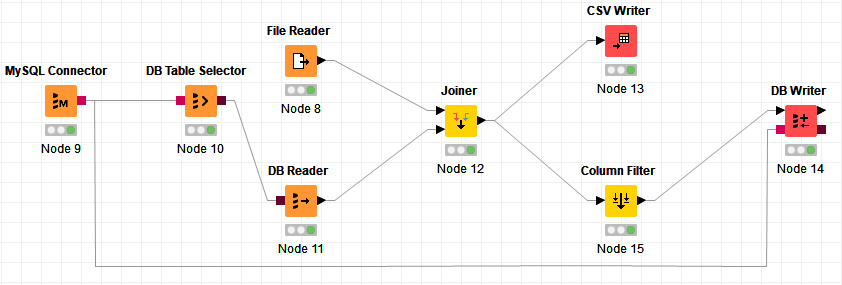 CSV Writer
File Reader
Node 13
MySQL Connector
DB Table Selector
Joiner
DB Writer
M
Node 8
Node 9
Node 10
DB Reader
Node 12
Column Filter
Node 14
Node 11
Node 15